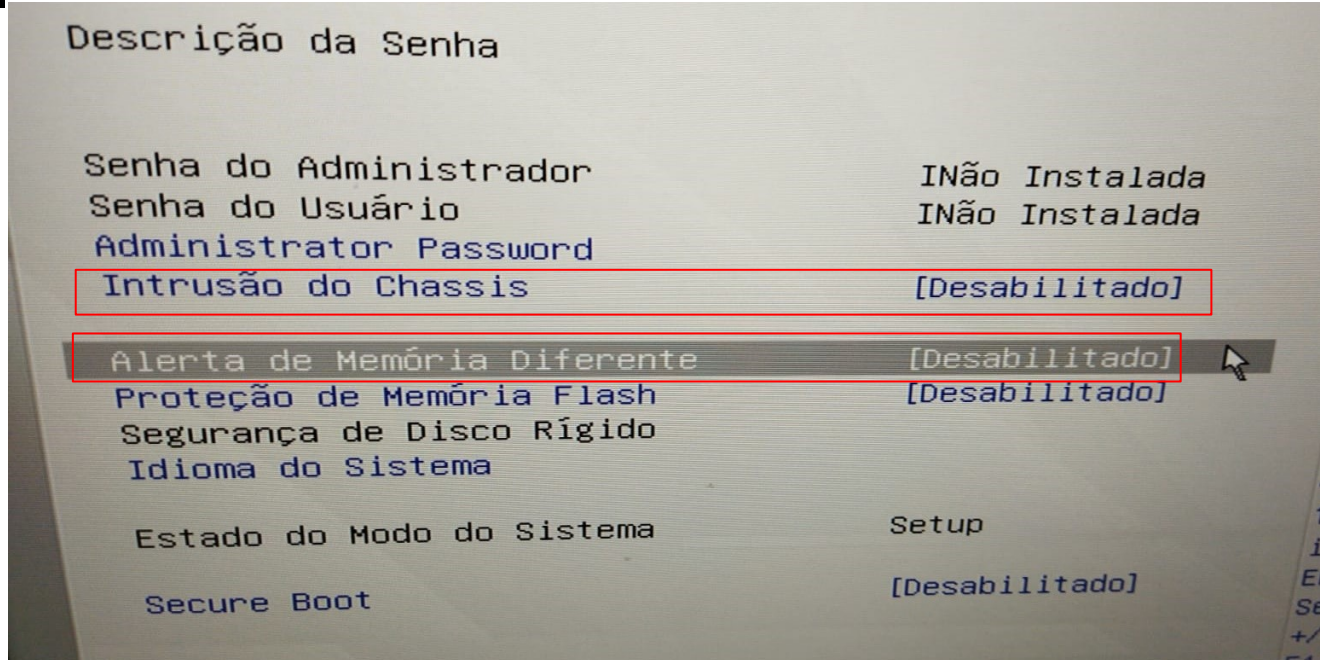 Descrição da Senha
Senha do Administrador INão Instalada
Senha do Usuário INão Instalada
Administrator Password
Intrusão do Chassis [Desabilitado]
Alerta de Memória Diferente [Desabilitado]
Proteção de Memória Flash [Desabilitado]
Segurança de Disco Rígido
Idioma do Sistema
Estado do Modo do Sistema Setup
Secure Boot [Desabilitado]